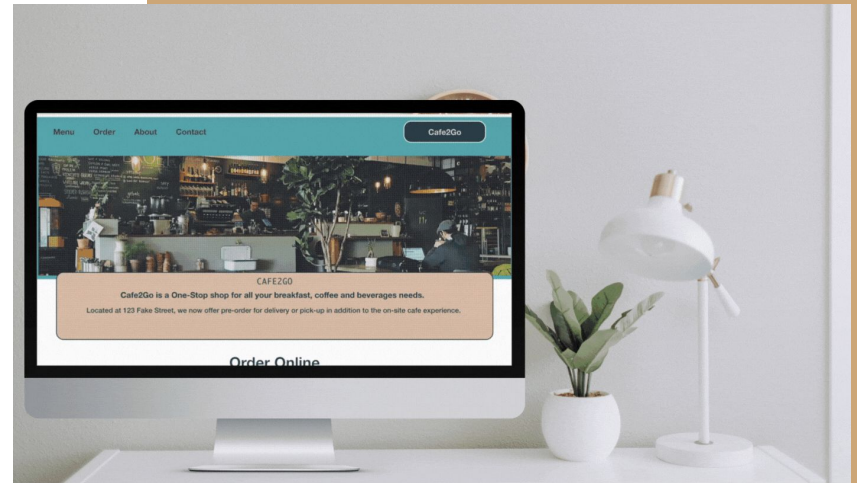 Menu Order About Contact Cafe2Go
CAFE2GO
Cafe2Go is a One-Stop shop for all your breakfast, coffee and beverages needs.
Located at 123 Fake Street, we now offer pre-order for delivery or pick-up in addition to the on-site cafe experience.
Order Online